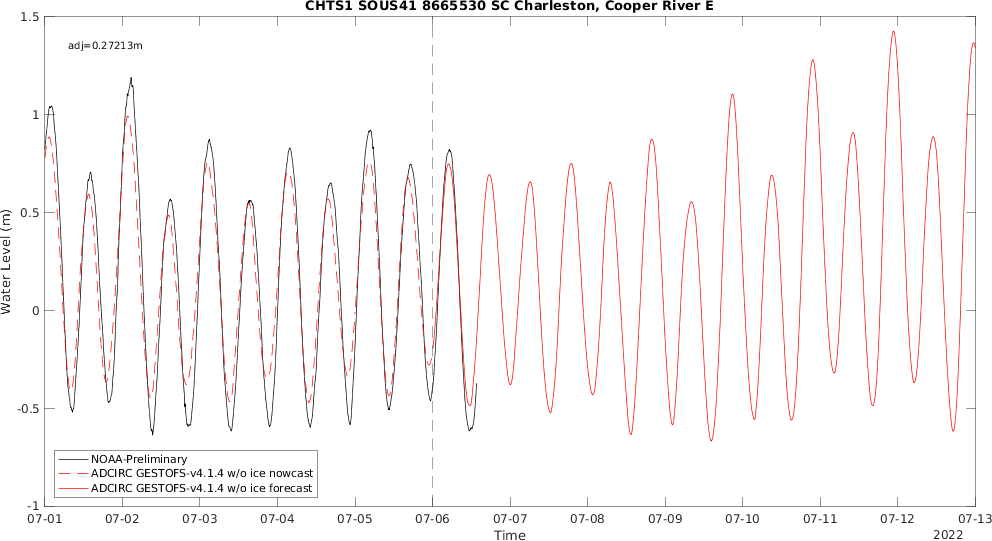 CHTS1 SOUS41 8665530 SC Charleston, Cooper River E
adj=0.27213m
1.5
1
0.5
0
-0.5
-1
Water Level (m)
NOAA-Preliminary
ADCIRC GESTOFS-v4.1.4 w/o ice nowcast
ADCIRC GESTOFS-v4.1.4 w/o ice forecast
07-01 07-02 07-03 07-04 07-05 07-06 07-07 07-08 07-09 07-10 07-11 07-12 07-13
Time
2022